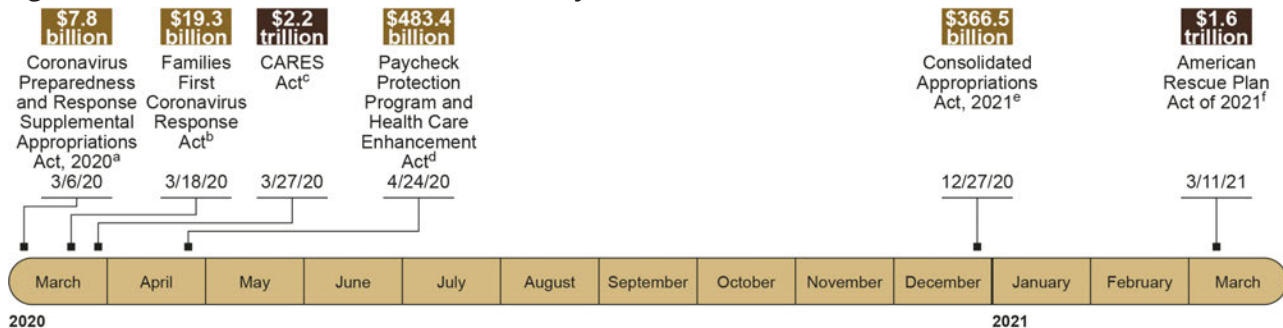 $7.8
billion
Coronavirus
Preparedness
and Response
Supplemental
Appropriations
Act, 2020a
3/6/20
$19.3
billion
Families
First
Coronavirus
Response
Actb
3/18/20
$2.2
trillion
CARES
Actc
3/27/20
$483.4
billion
Paycheck
Protection
Program and
Health Care
Enhancement
Actd
4/24/20
$366.5
billion
Consolidated
Appropriations
Act, 2021e
12/27/20
$1.6
trillion
American
Rescue Plan
Act of 2021f
3/11/21
March April May June July August September October November December January February March
2020 2021